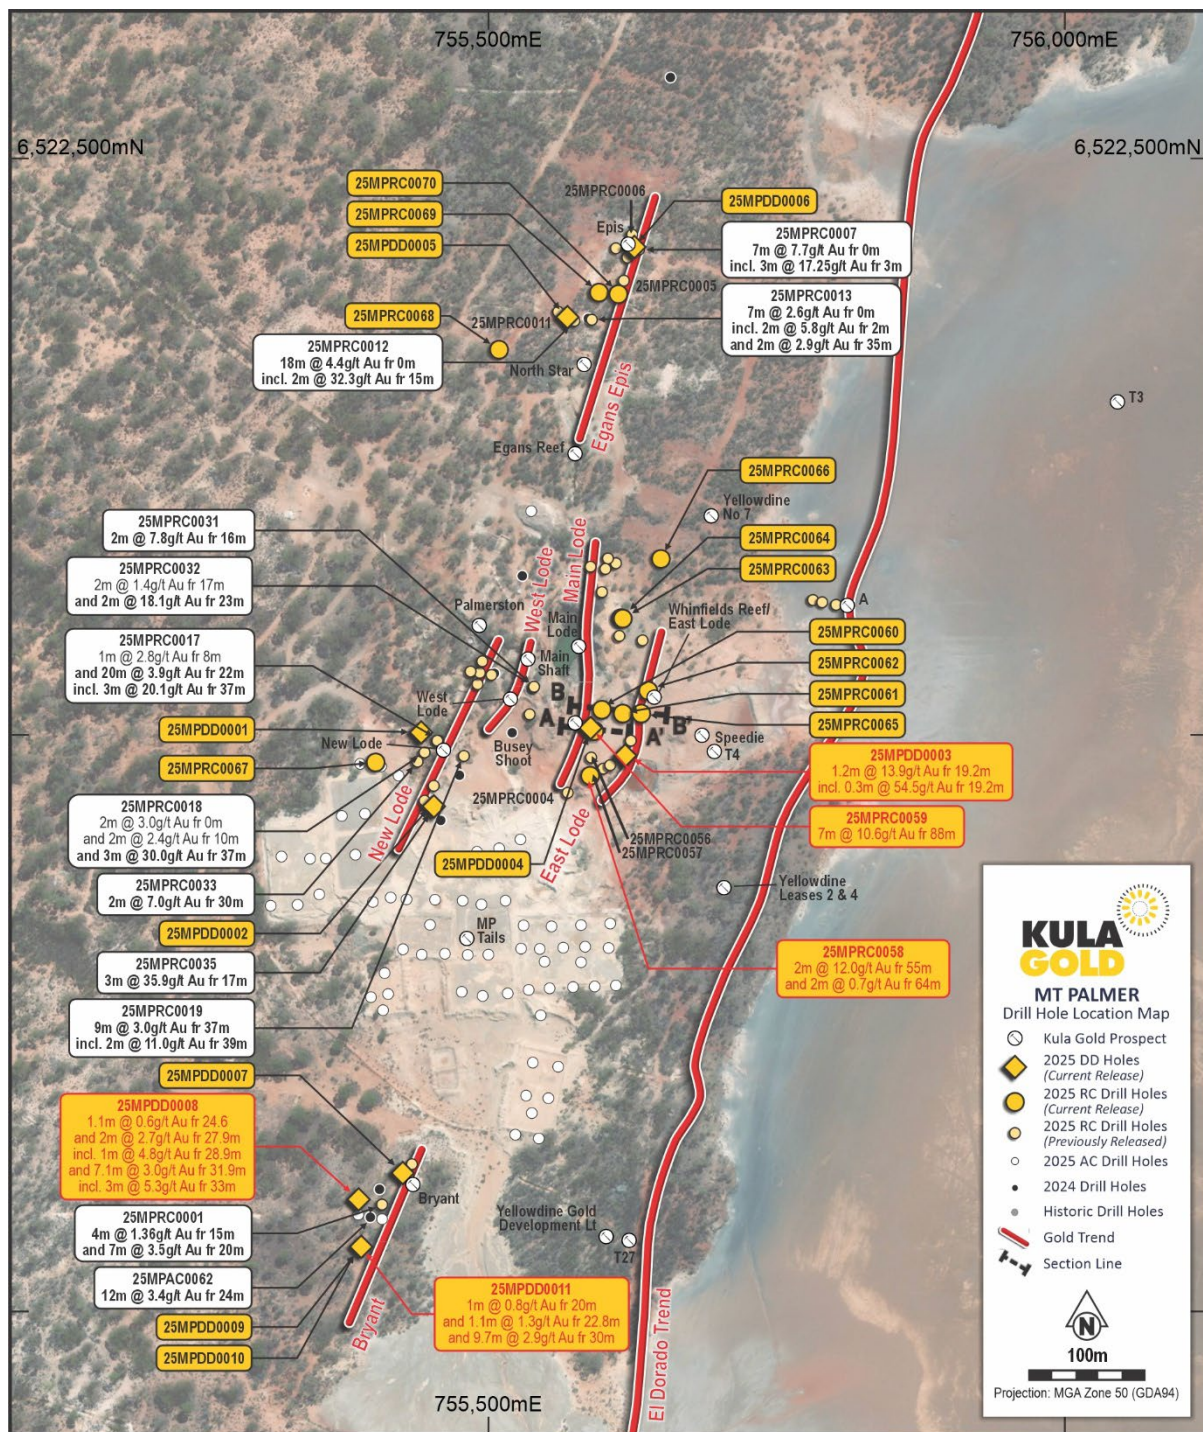 755,500mE
756,000mE
6,522,500mN
6,522,500mN
25MPRC0070
25MPRC0006
25MPDD0006
25MPRC0069
Epis
25MPRC0007
7m @ 7.7g/t Au fr 0m
incl. 3m @ 17.25g/t Au fr 3m
25MPDD0005
25MPRC0005
25MPRC0013
7m @ 2.6g/t Au fr 0m
incl. 2m @ 5.8g/t Au fr 2m
and 2m @ 2.9g/t Au fr 35m
25MPRC0068
25MPRC0011
25MPRC0012
18m @ 4.4g/t Au fr 0m
incl. 2m @ 32.3g/t Au fr 15m
North Star
Egans Epis
T3
Egans Reef
25MPRC0066
Yellowdine
No 7
25MPRC0031
2m @ 7.8g/t Au fr 16m
25MPRC0064
25MPRC0063
25MPRC0032
2m @ 1.4g/t Au fr 17m
and 2m @ 18.1g/t Au fr 23m
West Lode
Main Lode
Palmerston
Main
Lode
Whinfields Reef/
East Lode
A
25MPRC0060
25MPRC0017
1m @ 2.8g/t Au fr 8m
and 20m @ 3.9g/t Au fr 22m
incl. 3m @ 20.1g/t Au fr 37m
Main
Shaft
25MPRC0062
25MPRC0061
West
Lode
B
A
B'
A'
25MPRC0065
25MPDD0001
New Lode
Busey
Shoot
Speedie
T4
25MPDD0003
1.2m @ 13.9g/t Au fr 19.2m
incl. 0.3m @ 54.5g/t Au fr 19.2m
25MPRC0067
25MPRC0018
2m @ 3.0g/t Au fr 0m
and 2m @ 2.4g/t Au fr 10m
and 3m @ 30.0g/t Au fr 37m
25MPRC0004
New Lode
East Lode
25MPRC0056
25MPRC0057
25MPRC0059
7m @ 10.6g/t Au fr 88m
25MPDD0004
25MPRC0033
2m @ 7.0g/t Au fr 30m
Yellowdine
Leases 2 & 4
25MPDD0002
MP
Tails
25MPRC0035
3m @ 35.9g/t Au fr 17m
25MPRC0058
2m @ 12.0g/t Au fr 55m
and 2m @ 0.7g/t Au fr 64m
25MPRC0019
9m @ 3.0g/t Au fr 37m
incl. 2m @ 11.0g/t Au fr 39m
25MPDD0007
25MPDD0008
1.1m @ 0.6g/t Au fr 24.6
and 2m @ 2.7g/t Au fr 27.9m
incl. 1m @ 4.8g/t Au fr 28.9m
and 7.1m @ 3.0g/t Au fr 31.9m
incl. 3m @ 5.3g/t Au fr 33m
Bryant
25MPRC0001
4m @ 1.36g/t Au fr 15m
and 7m @ 3.5g/t Au fr 20m
Yellowdine Gold
Development Lt
T27
25MPAC0062
12m @ 3.4g/t Au fr 24m
25MPDD0011
1m @ 0.8g/t Au fr 20m
and 1.1m @ 1.3g/t Au fr 22.8m
and 9.7m @ 2.9g/t Au fr 30m
25MPDD0009
25MPDD0010
Bryant
El Dorado Trend
755,500mE
KULA
GOLD
MT PALMER
Drill Hole Location Map
Kula Gold Prospect
2025 DD Holes
(Current Release)
2025 RC Drill Holes
(Current Release)
2025 RC Drill Holes
(Previously Released)
2025 AC Drill Holes
2024 Drill Holes
Historic Drill Holes
Gold Trend
Section Line
N
100m
Projection: MGA Zone 50 (GDA94)